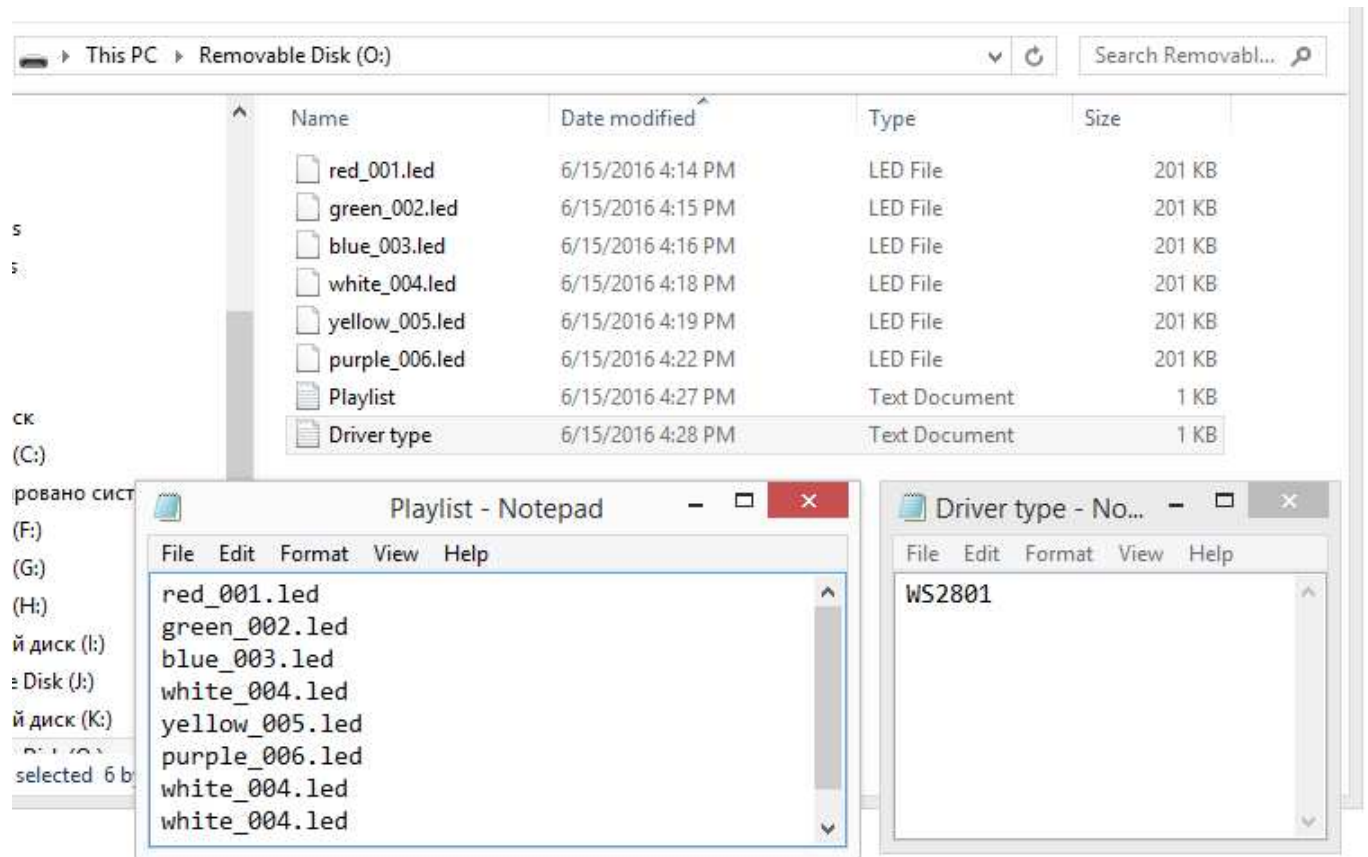 This PC Removable Disk (O:) Search Removabl...
Name Date modified Type Size
red_001.led 6/15/2016 4:14 PM LED File 201 KB
green_002.led 6/15/2016 4:15 PM LED File 201 KB
s
blue_003.led 6/15/2016 4:16 PM LED File 201 KB
s
white_004.led 6/15/2016 4:18 PM LED File 201 KB
yellow_005.led 6/15/2016 4:19 PM LED File 201 KB
purple_006.led 6/15/2016 4:22 PM LED File 201 KB
Playlist 6/15/2016 4:27 PM Text Document 1 KB
ск
Driver type 6/15/2016 4:28 PM Text Document 1 KB
(C:)
ровано сист
(F:)
(G:)
(H:)
й диск (I:)
e Disk (J:)
й диск (K:)
selected 6 by
Playlist - Notepad
File Edit Format View Help
red_001.led
green_002.led
blue_003.led
white_004.led
yellow_005.led
purple_006.led
white_004.led
white_004.led
Driver type - No...
File Edit Format View Help
WS2801